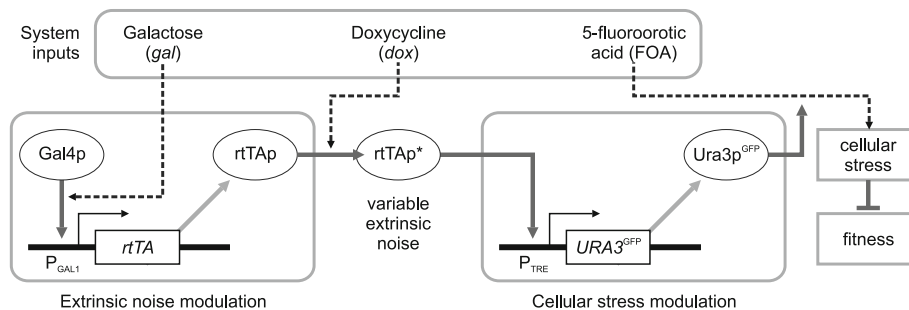 System inputs
Galactose (gal)
Doxycycline (dox)
5-fluoroorotic acid (FOA)
Gal4p
rtTAp
rtTAp*
Ura3pGFP
cellular stress
variable extrinsic noise
rtTA
URA3GFP
fitness
PGAL1
PTRE
Extrinsic noise modulation
Cellular stress modulation